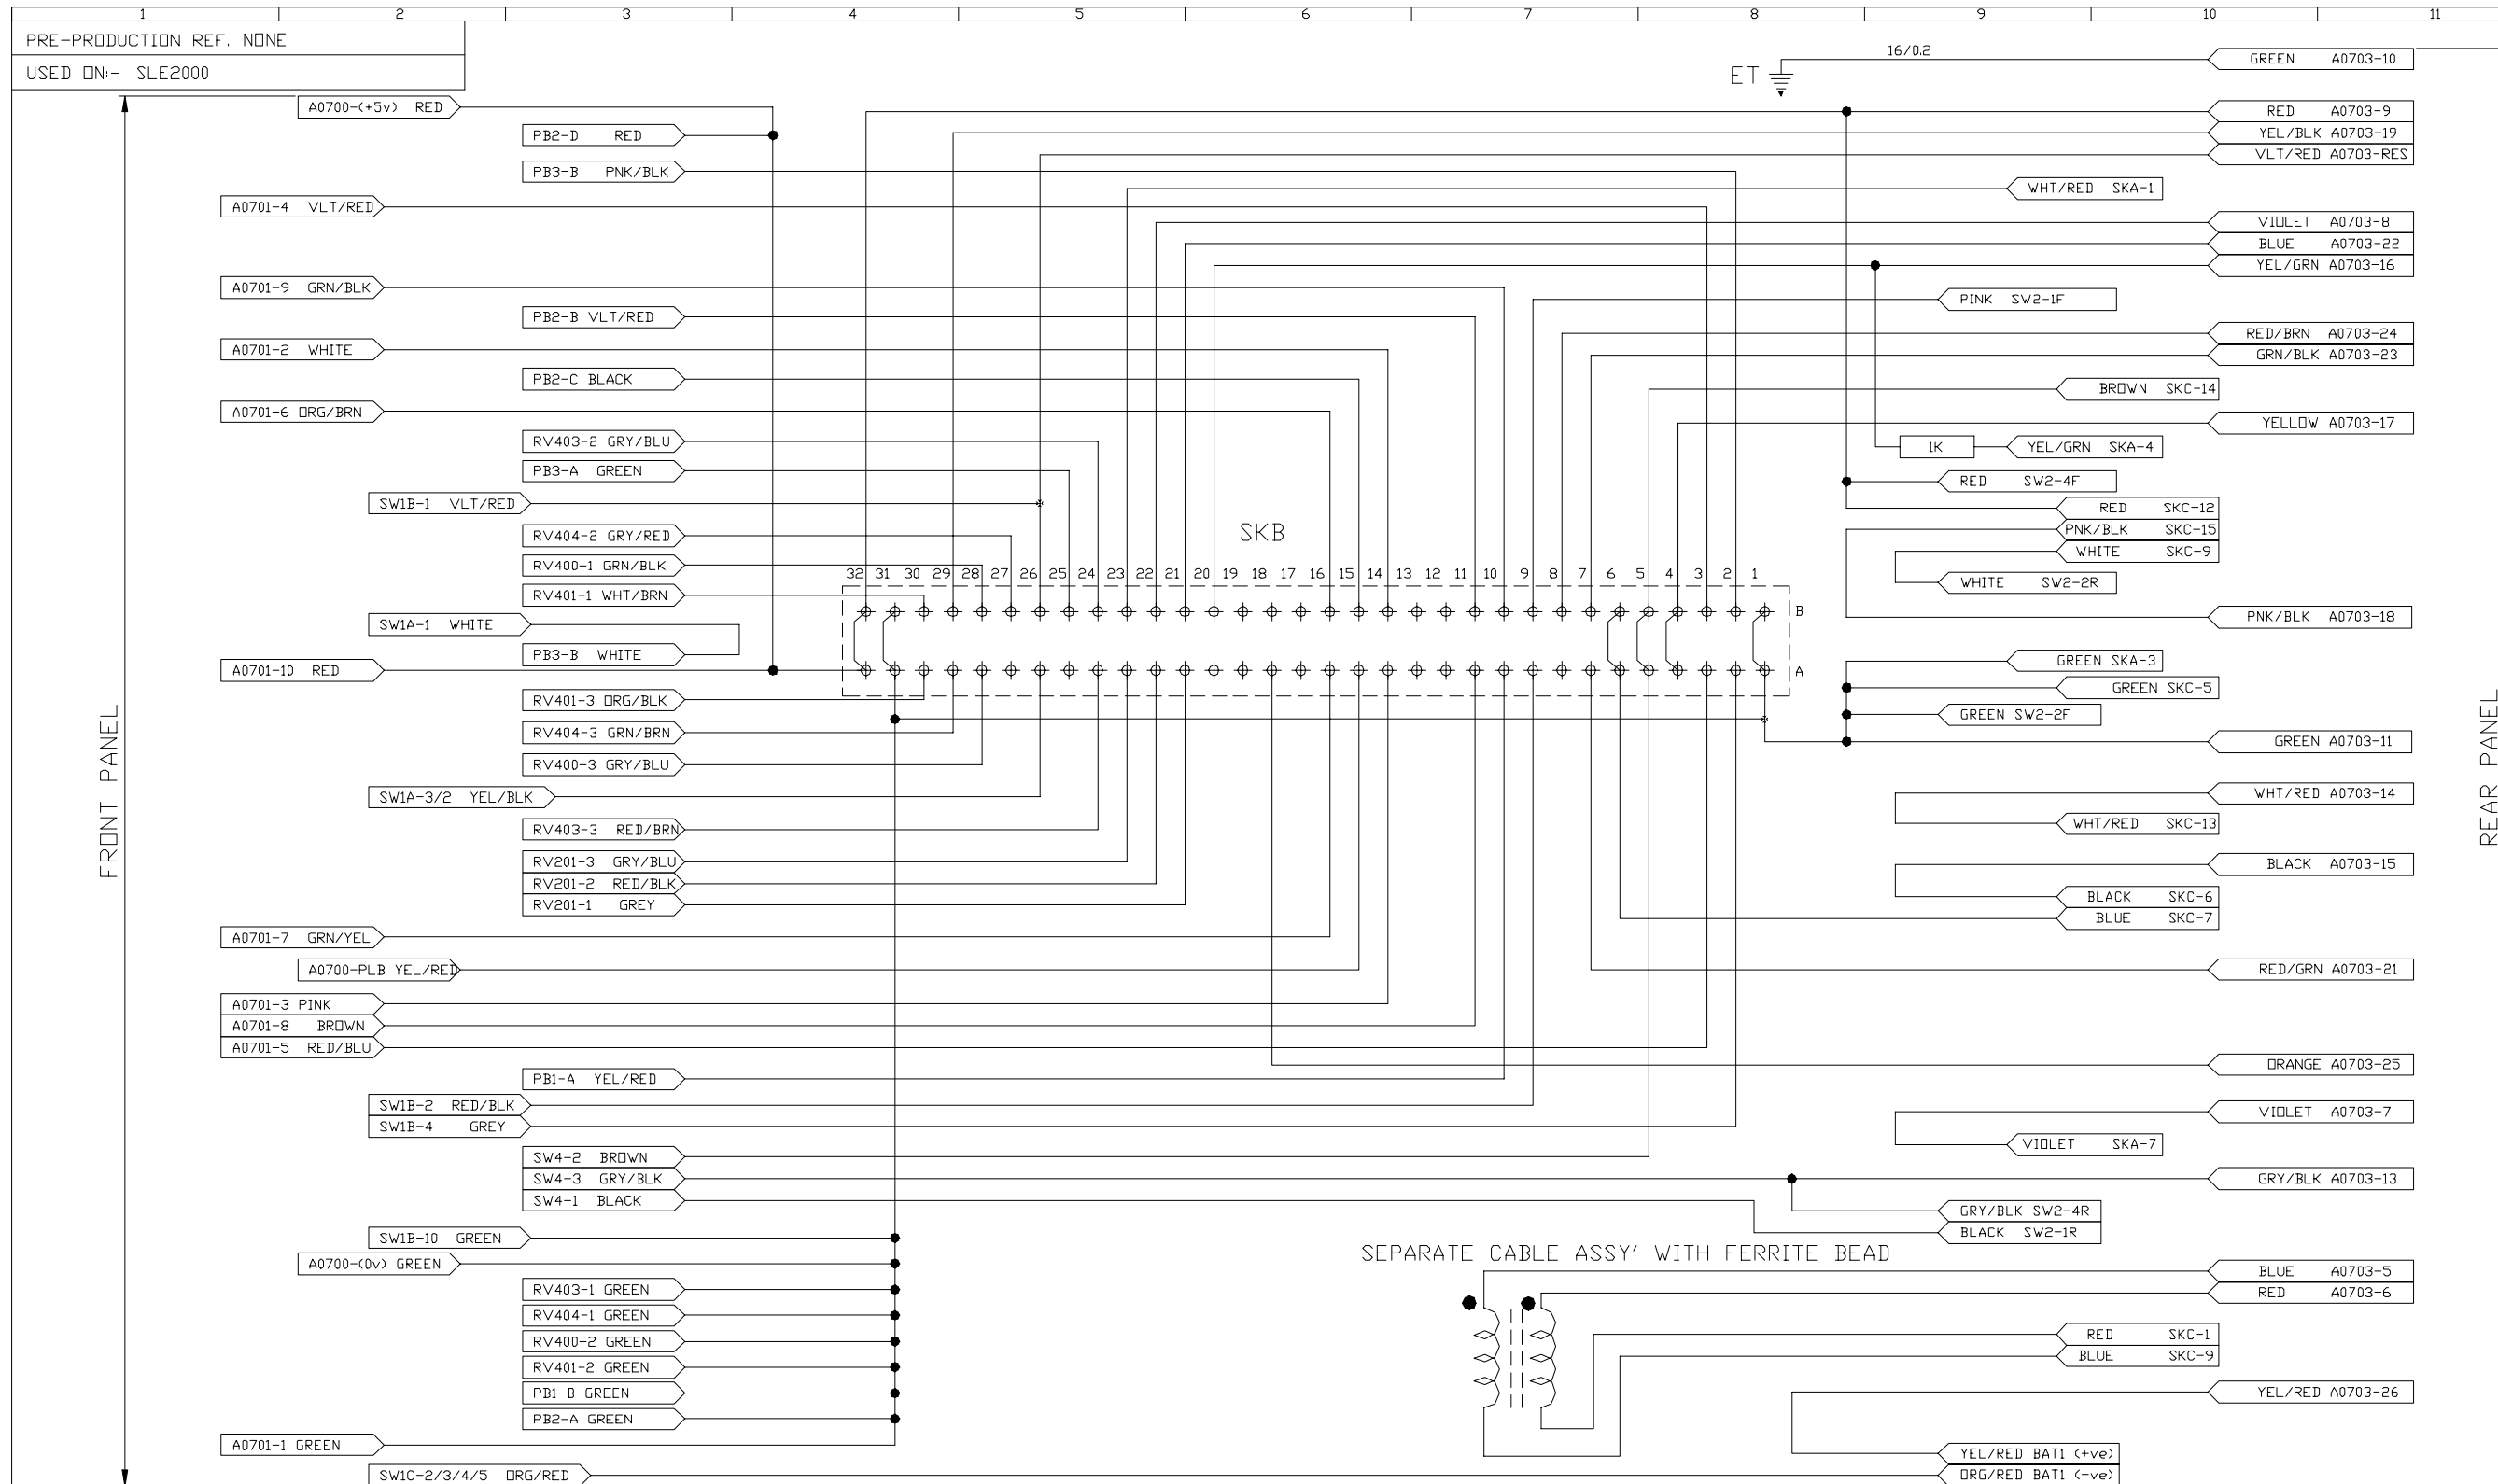 1 2 3 4 5 6 7 8 9 10 11
PRE-PRODUCTION REF. NONE
USED ON:- SLE2000
16/0.2
ET
GREEN A0703-10
A0700-(+5v) RED
RED A0703-9
PB2-D RED
YEL/BLK A0703-19
VLT/RED A0703-RES
PB3-B PNK/BLK
WHT/RED SKA-1
A0701-4 VLT/RED
VIOLET A0703-8
BLUE A0703-22
YEL/GRN A0703-16
A0701-9 GRN/BLK
PINK SW2-1F
PB2-B VLT/RED
RED/BRN A0703-24
A0701-2 WHITE
GRN/BLK A0703-23
PB2-C BLACK
BROWN SKC-14
A0701-6 ORG/BRN
YELLOW A0703-17
RV403-2 GRY/BLU
1K
YEL/GRN SKA-4
PB3-A GREEN
RED SW2-4F
SW1B-1 VLT/RED
RED SKC-12
PNK/BLK SKC-15
RV404-2 GRY/RED
SKB
WHITE SKC-9
RV400-1 GRN/BLK
32 31 30 29 28 27 26 25 24 23 22 21 20 19 18 17 16 15 14 13 12 11 10 9 8 7 6 5 4 3 2 1
WHITE SW2-2R
RV401-1 WHT/BRN
B
PNK/BLK A0703-18
SW1A-1 WHITE
PB3-B WHITE
GREEN SKA-3
A0701-10 RED
A
GREEN SKC-5
RV401-3 ORG/BLK
GREEN SW2-2F
RV404-3 GRN/BRN
GREEN A0703-11
RV400-3 GRY/BLU
FRONT PANEL
REAR PANEL
SW1A-3/2 YEL/BLK
WHT/RED A0703-14
RV403-3 RED/BRN
WHT/RED SKC-13
RV201-3 GRY/BLU
BLACK A0703-15
RV201-2 RED/BLK
RV201-1 GREY
BLACK SKC-6
BLUE SKC-7
A0701-7 GRN/YEL
A0700-PLB YEL/RED
RED/GRN A0703-21
A0701-3 PINK
A0701-8 BROWN
A0701-5 RED/BLU
ORANGE A0703-25
PB1-A YEL/RED
SW1B-2 RED/BLK
VIOLET A0703-7
SW1B-4 GREY
VIOLET SKA-7
SW4-2 BROWN
SW4-3 GRY/BLK
GRY/BLK A0703-13
SW4-1 BLACK
GRY/BLK SW2-4R
BLACK SW2-1R
SW1B-10 GREEN
SEPARATE CABLE ASSY' WITH FERRITE BEAD
A0700-(0v) GREEN
BLUE A0703-5
RV403-1 GREEN
RED A0703-6
RV404-1 GREEN
RED SKC-1
RV400-2 GREEN
BLUE SKC-9
RV401-2 GREEN
PB1-B GREEN
YEL/RED A0703-26
PB2-A GREEN
A0701-1 GREEN
YEL/RED BAT1 (+ve)
SW1C-2/3/4/5 ORG/RED
ORG/RED BAT1 (-ve)